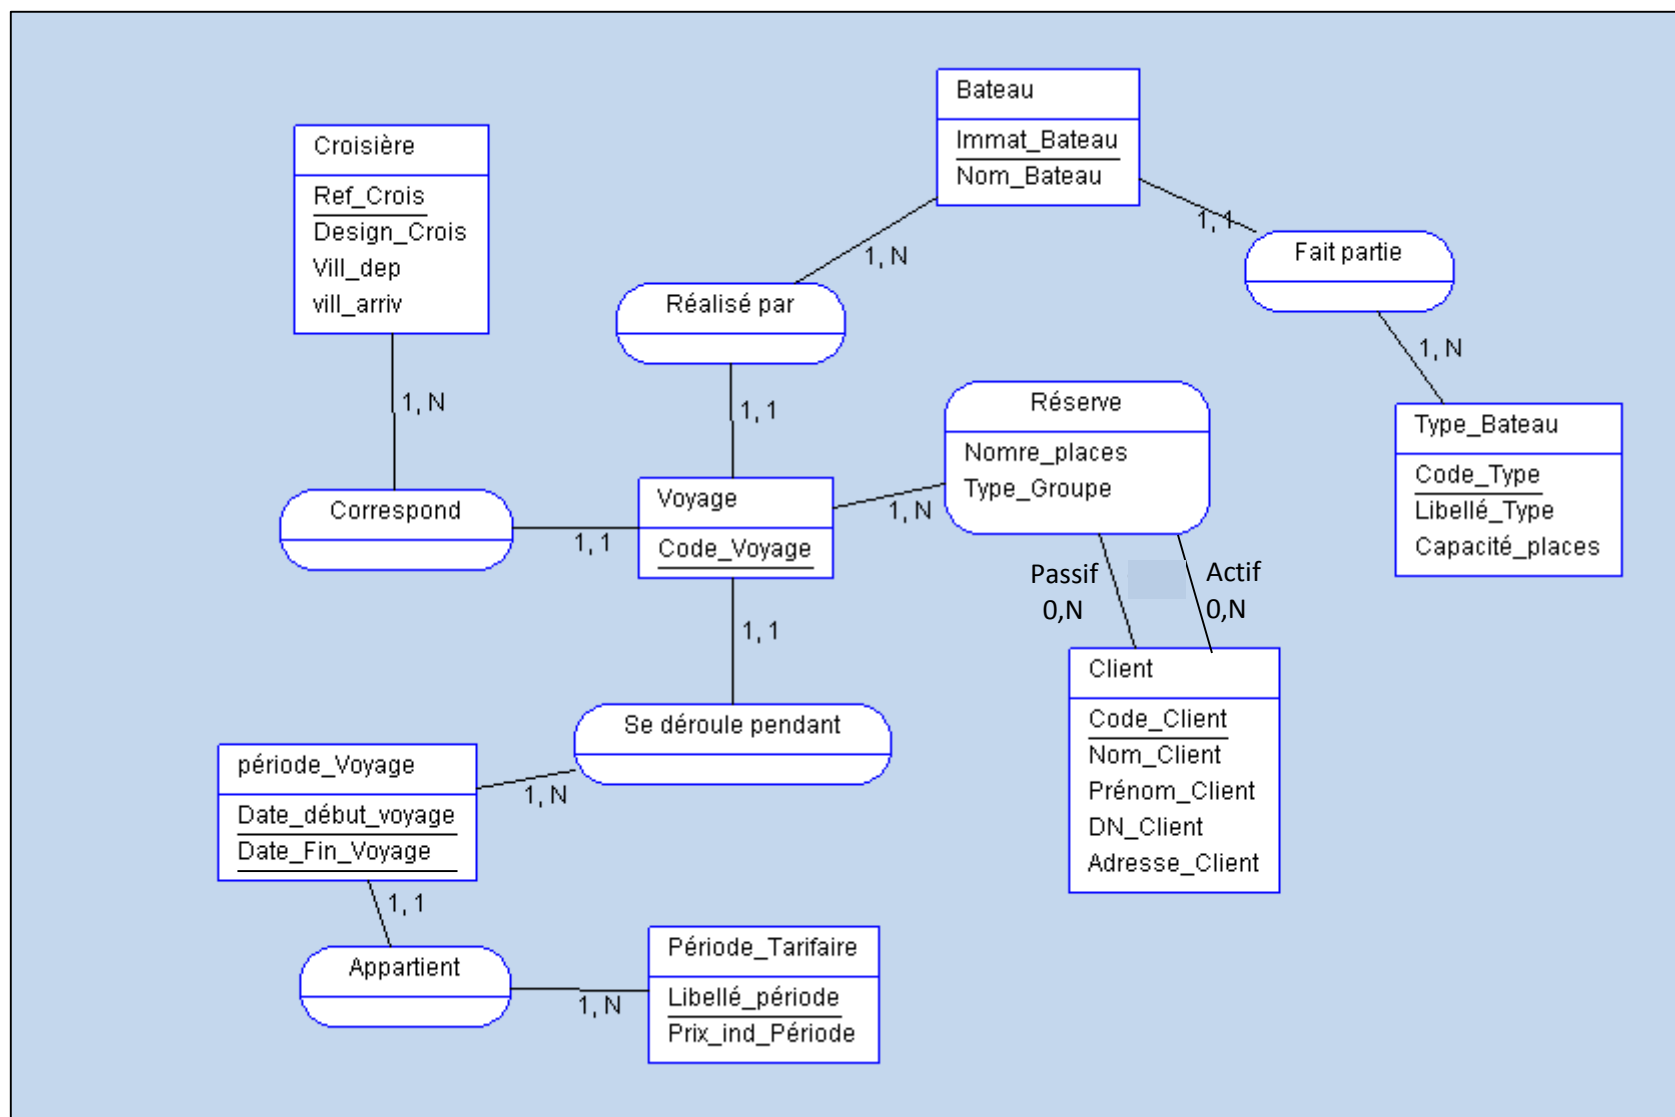 Bateau
Immat_Bateau
Nom_Bateau
Croisière
Ref_Crois
Design_Crois
Vill_dep
vill_arriv
1, N
1, 1
Fait partie
Réalisé par
1, N
1, N
1, 1
Réserve
Nomre_places
Type_Groupe
Type_Bateau
Code_Type
Libellé_Type
Capacité_places
Correspond
1, 1
Voyage
Code_Voyage
1, N
Passif
0,N
Actif
0,N
1, 1
Client
Code_Client
Nom_Client
Prénom_Client
DN_Client
Adresse_Client
Se déroule pendant
période_Voyage
Date_début_voyage
Date_Fin_Voyage
1, N
1, 1
Appartient
1, N
Période_Tarifaire
Libellé_période
Prix_ind_Période